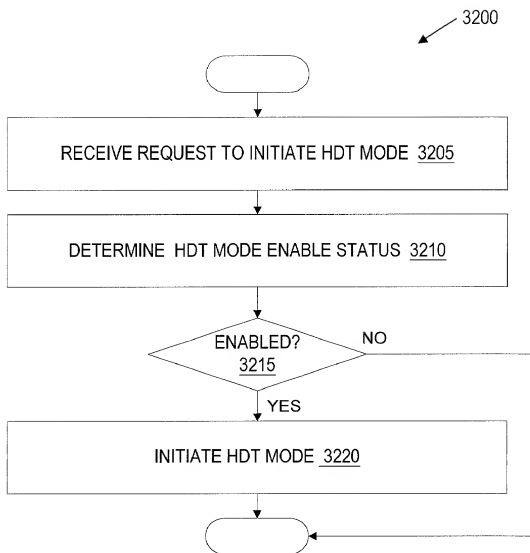 3200
RECEIVE REQUEST TO INITIATE HDT MODE 3205
DETERMINE HDT MODE ENABLE STATUS 3210
ENABLED?
3215
NO
YES
INITIATE HDT MODE 3220